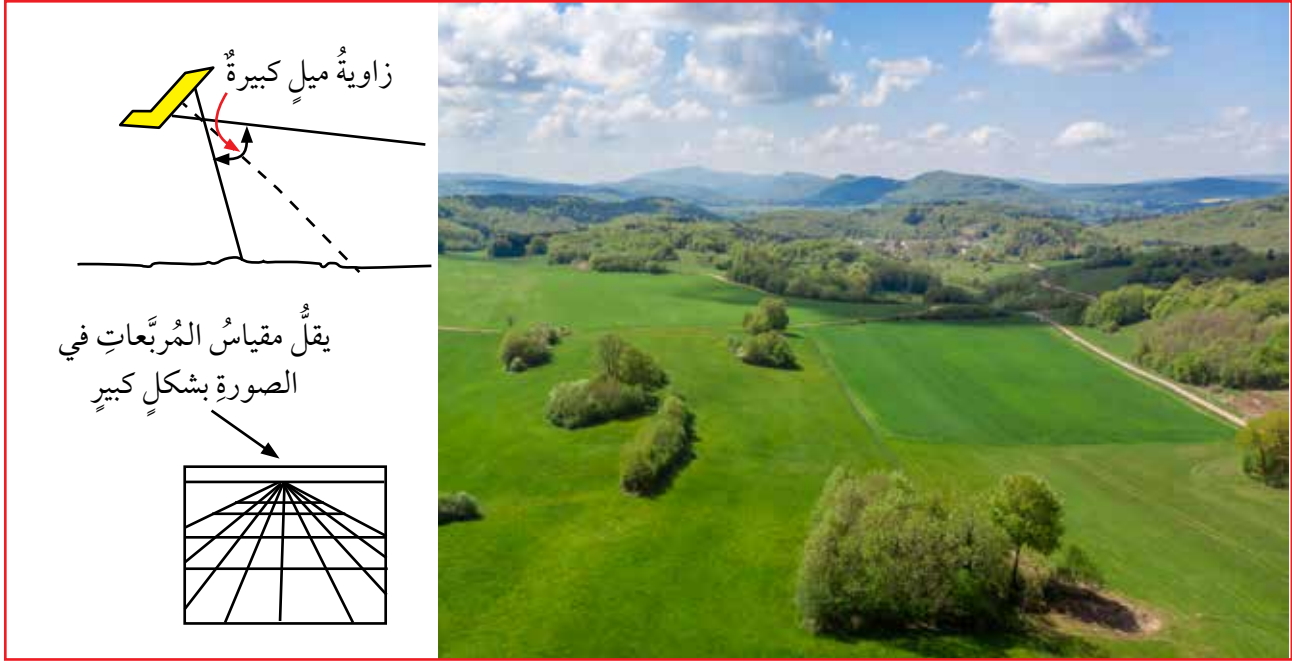 زاويةُ ميلٍ كبيرةٌ
يقلُّ مقياسُ المُربَّعاتِ في
الصورةِ بشكلٍ كبيرٍ